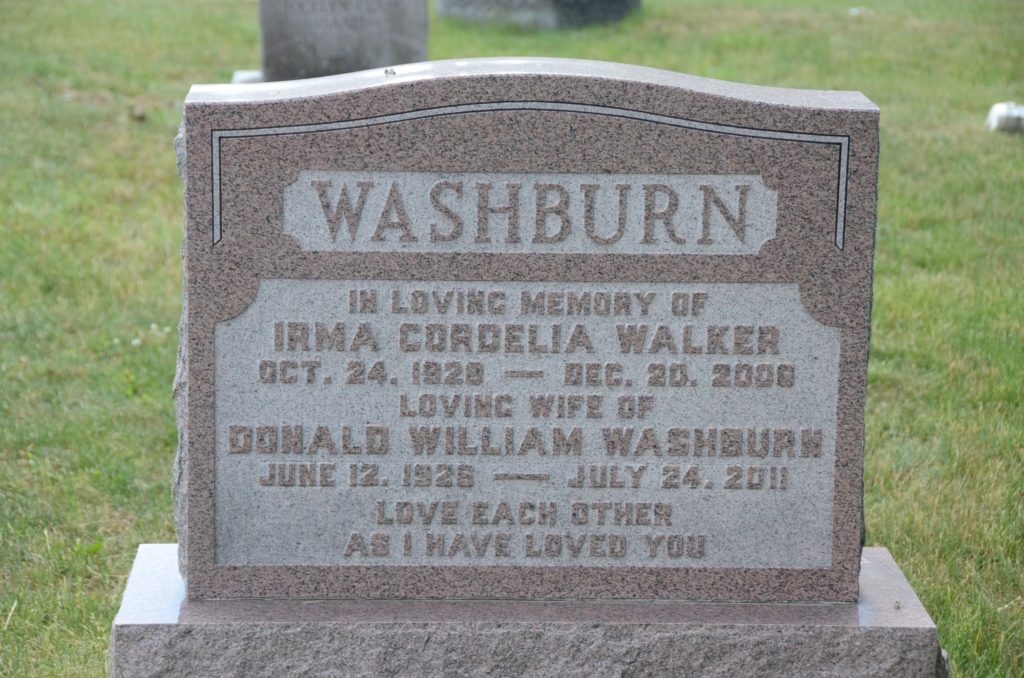 WASHBURN
IN LOVING MEMORY OF
IRMA CORDELIA WALKER
OCT. 24. 1928 — DEC. 20. 2008
LOVING WIFE OF
DONALD WILLIAM WASHBURN
JUNE 12. 1926 — JULY 24. 2011
LOVE EACH OTHER
AS I HAVE LOVED YOU